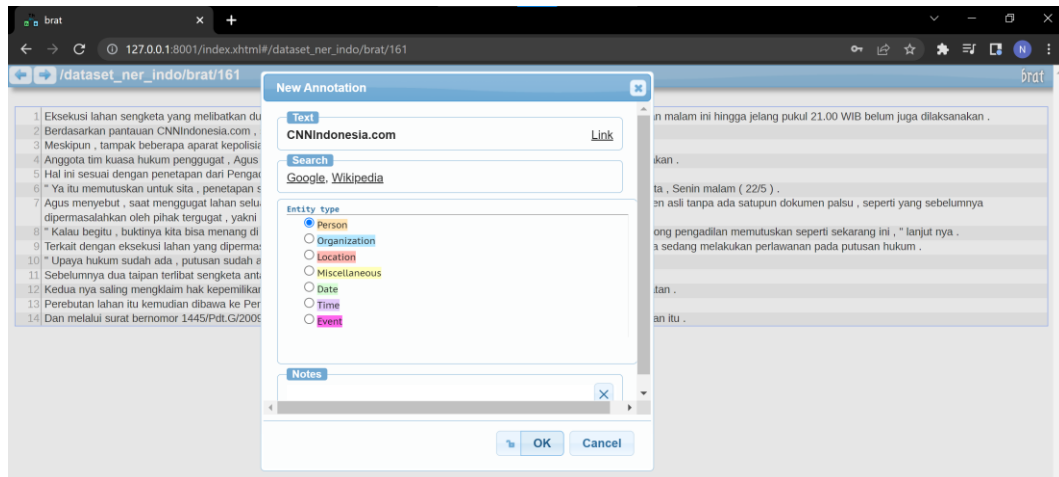 brat
127.0.0.1:8001/index.xhtml#/dataset_ner_indo/brat/161
N
/dataset_ner_indo/brat/161
brat
New Annotation
Text
CNNIndonesia.com
Link
Search
Google, Wikipedia
Entity type
Person
Organization
Location
Miscellaneous
Date
Time
Event
Notes
OK
Cancel
1 Eksekusi lahan sengketa yang melibatkan du
n malam ini hingga jelang pukul 21.00 WIB belum juga dilaksanakan .
2 Berdasarkan pantauan CNNIndonesia.com ,
3 Meskipun , tampak beberapa aparat kepolisia
4 Anggota tim kuasa hukum penggugat , Agus
kan .
5 Hal ini sesuai dengan penetapan dari Pengad
6 " Ya itu memutuskan untuk sita , penetapan s
ta , Senin malam ( 22/5 ) .
7 Agus menyebut , saat menggugat lahan selu
en asli tanpa ada satupun dokumen palsu , seperti yang sebelumnya
dipermasalahkan oleh pihak tergugat , yakni
8 " Kalau begitu , buktinya kita bisa menang di
ong pengadilan memutuskan seperti sekarang ini , " lanjut nya .
9 Terkait dengan eksekusi lahan yang diperma
a sedang melakukan perlawanan pada putusan hukum .
10 " Upaya hukum sudah ada , putusan sudah a
11 Sebelumnya dua taipan terlibat sengketa anta
12 Kedua nya saling mengklaim hak kepemilikan
tan .
13 Perebutan lahan itu kemudian dibawa ke Per
14 Dan melalui surat bernomor 1445/Pdt.G/2009
an itu .